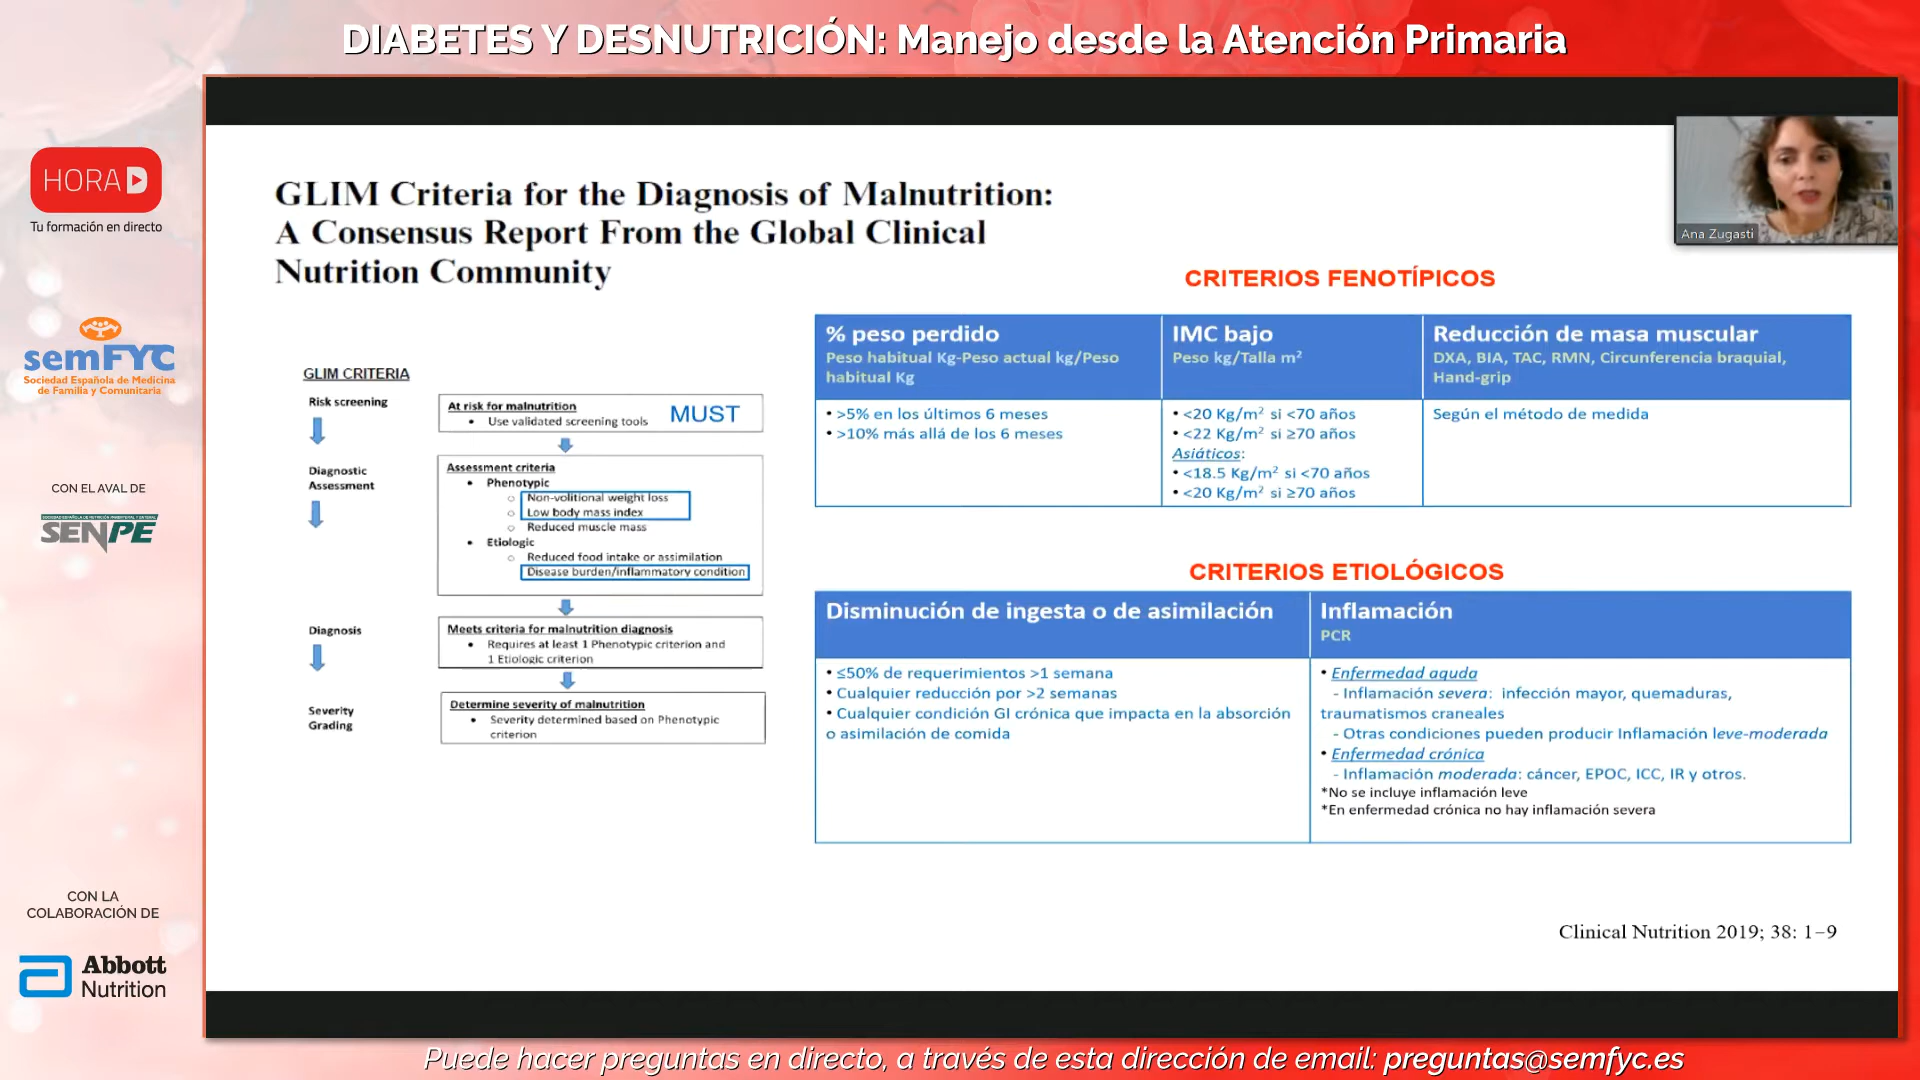 DIABETES Y DESNUTRICIÓN: Manejo desde la Atención Primaria
HORA D
Tu formación en directo
semFYC
Sociedad Española de Medicina
de Familia y Comunitaria
CON EL AVAL DE
SENPE
CON LA
COLABORACIÓN DE
Abbott
Nutrition
Ana Zugasti
GLIM Criteria for the Diagnosis of Malnutrition:
A Consensus Report From the Global Clinical
Nutrition Community
GLIM CRITERIA
Risk screening
At risk for malnutrition
• Use validated screening tools
MUST
Diagnostic
Assessment
Assessment criteria
• Phenotypic
○ Non-volitional weight loss
○ Low body mass index
○ Reduced muscle mass
• Etiologic
○ Reduced food intake or assimilation
○ Disease burden/inflammatory condition
Diagnosis
Meets criteria for malnutrition diagnosis
• Requires at least 1 Phenotypic criterion and
1 Etiologic criterion
Severity
Grading
Determine severity of malnutrition
• Severity determined based on Phenotypic
criterion
CRITERIOS FENOTÍPICOS
% peso perdido
Peso habitual Kg-Peso actual kg/Peso
habitual Kg
• >5% en los últimos 6 meses
• >10% más allá de los 6 meses
IMC bajo
Peso kg/Talla m²
• <20 Kg/m² si <70 años
• <22 Kg/m² si ≥70 años
Asiáticos:
• <18.5 Kg/m² si <70 años
• <20 Kg/m² si ≥70 años
Reducción de masa muscular
DXA, BIA, TAC, RMN, Circunferencia braquial,
Hand-grip
Según el método de medida
CRITERIOS ETIOLÓGICOS
Disminución de ingesta o de asimilación
• ≤50% de requerimientos >1 semana
• Cualquier reducción por >2 semanas
• Cualquier condición GI crónica que impacta en la absorción
o asimilación de comida
Inflamación
PCR
• Enfermedad aguda
- Inflamación severa: infección mayor, quemaduras,
traumatismos craneales
- Otras condiciones pueden producir Inflamación leve-moderada
• Enfermedad crónica
- Inflamación moderada: cáncer, EPOC, ICC, IR y otros.
*No se incluye inflamación leve
*En enfermedad crónica no hay inflamación severa
Clinical Nutrition 2019; 38: 1–9
Puede hacer preguntas en directo, a través de esta dirección de email: preguntas@semfyc.es